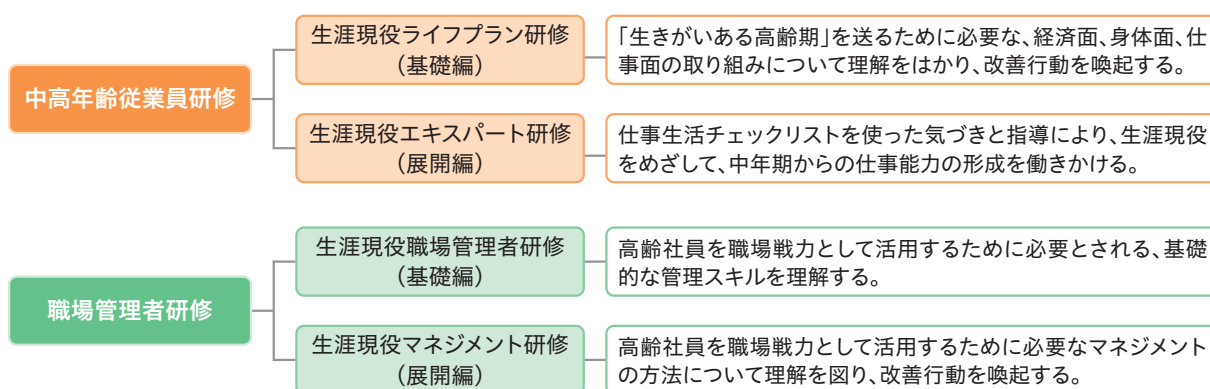 中高年齢従業員研修
生涯現役ライフプラン研修
(基礎編)
「生きがいある高齢期」を送るために必要な、経済面、身体面、仕
事面の取り組みについて理解をはかり、改善行動を喚起する。
生涯現役エキスパート研修
(展開編)
仕事生活チェックリストを使った気づきと指導により、生涯現役
をめざして、中年期からの仕事能力の形成を働きかける。
職場管理者研修
生涯現役職場管理者研修
(基礎編)
高齢社員を職場戦力として活用するために必要とされる、基礎
的な管理スキルを理解する。
生涯現役マネジメント研修
(展開編)
高齢社員を職場戦力として活用するために必要なマネジメント
の方法について理解を図り、改善行動を喚起する。